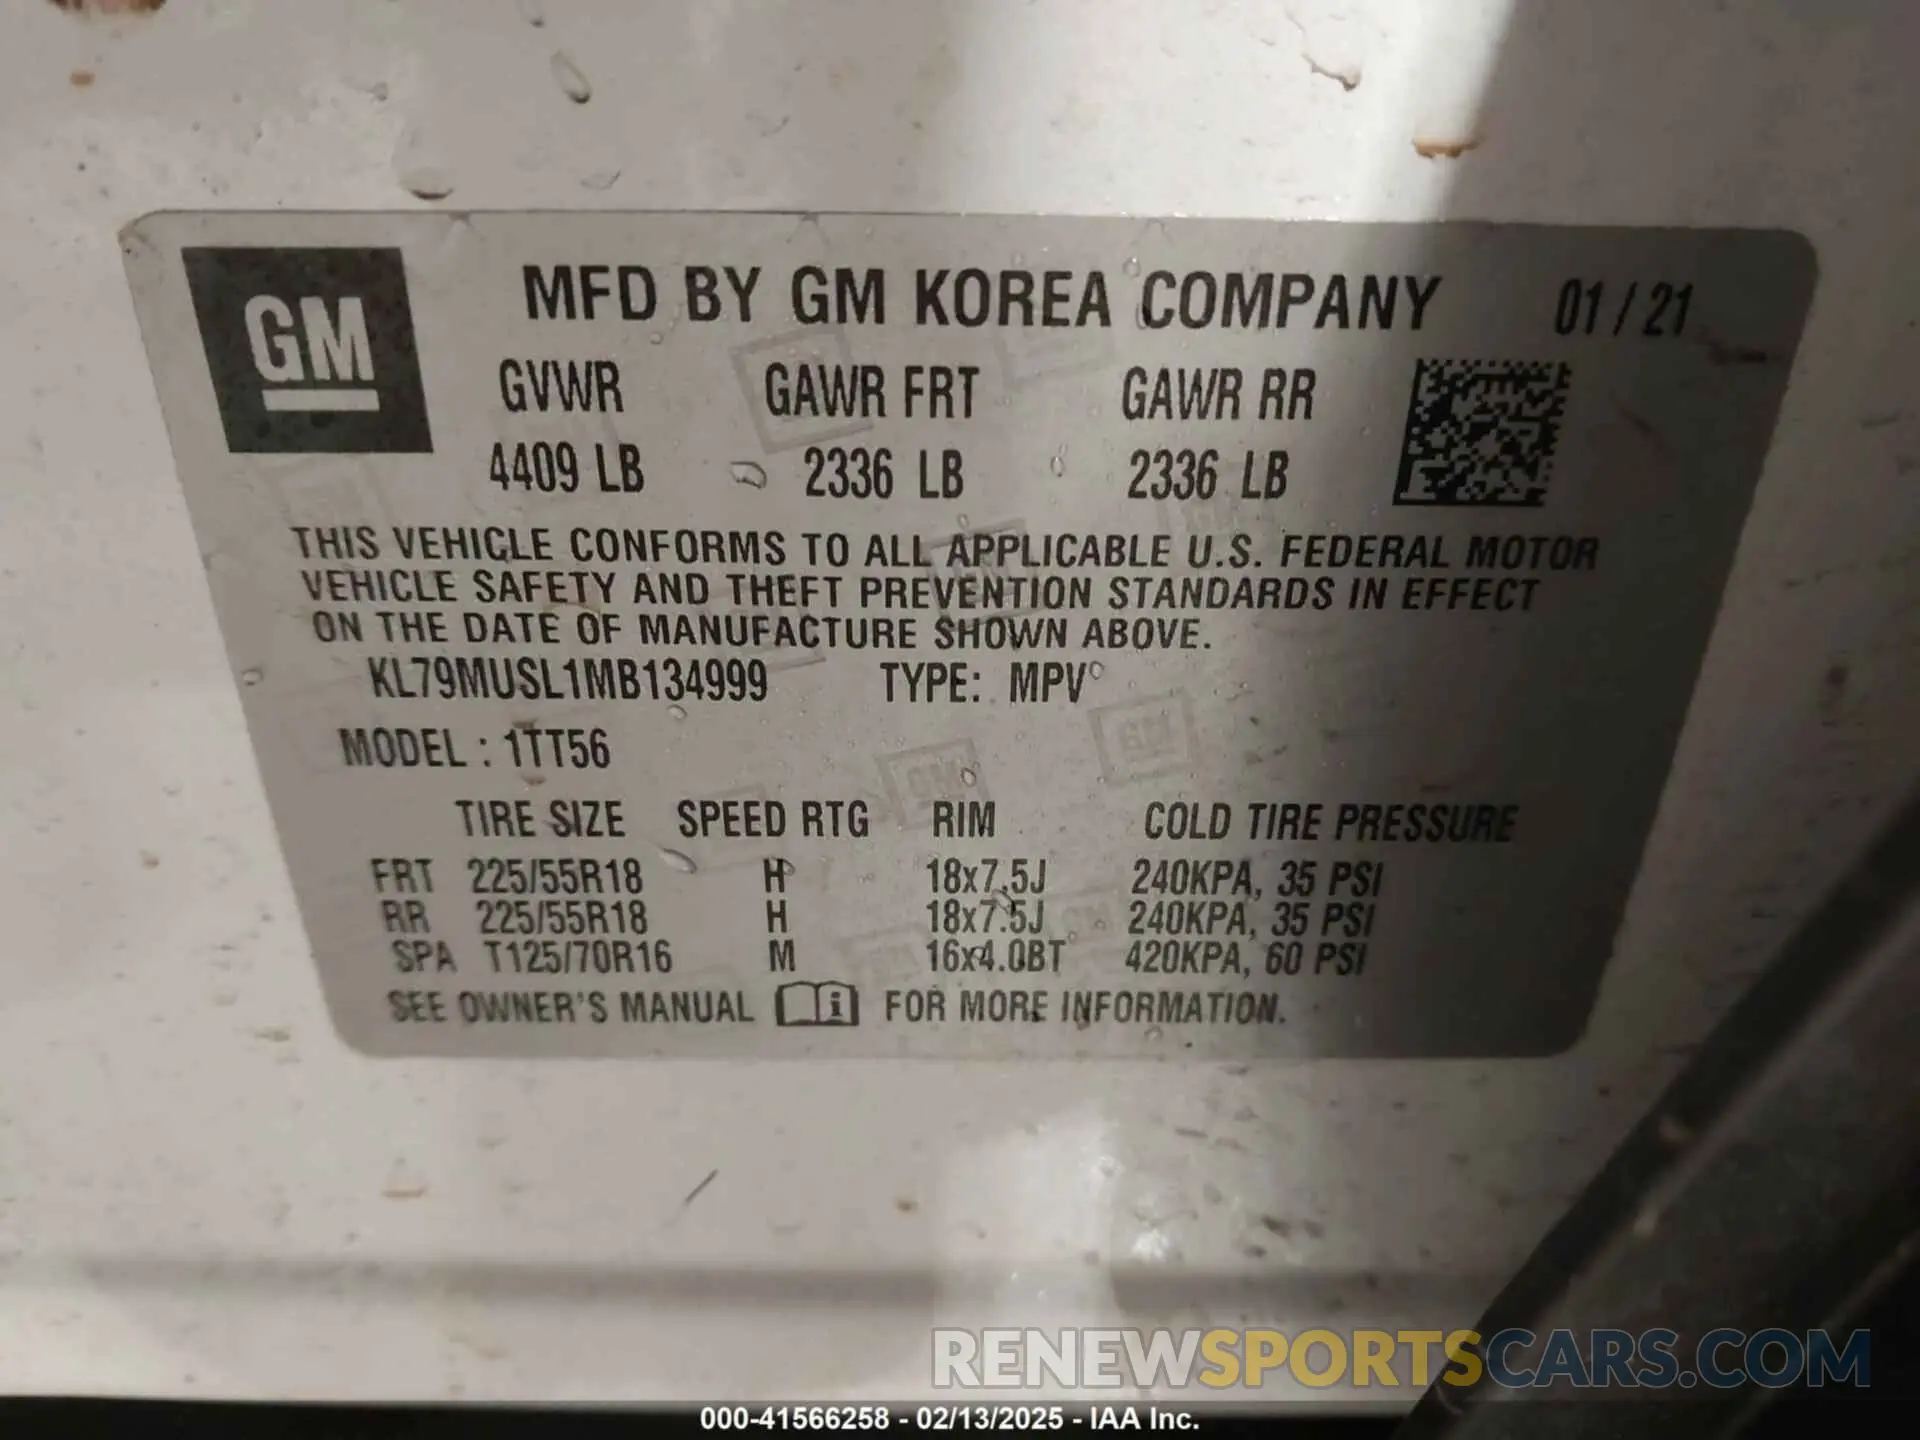 GM
MFD BY GM KOREA COMPANY 01 / 21
GVWR GAWR FRT GAWR RR
4409 LB 2336 LB 2336 LB
THIS VEHICLE CONFORMS TO ALL APPLICABLE U.S. FEDERAL MOTOR
VEHICLE SAFETY AND THEFT PREVENTION STANDARDS IN EFFECT
ON THE DATE OF MANUFACTURE SHOWN ABOVE.
KL79MUSL1MB134999 TYPE: MPV
MODEL : 1TT56
TIRE SIZE SPEED RTG RIM COLD TIRE PRESSURE
FRT 225/55R18 H 18x7.5J 240KPA, 35 PSI
RR 225/55R18 H 18x7.5J 240KPA, 35 PSI
SPA T125/70R16 M 16x4.0BT 420KPA, 60 PSI
SEE OWNER'S MANUAL i FOR MORE INFORMATION.
RENEWSPORTSCARS.COM
000-41566258 - 02/13/2025 - IAA Inc.